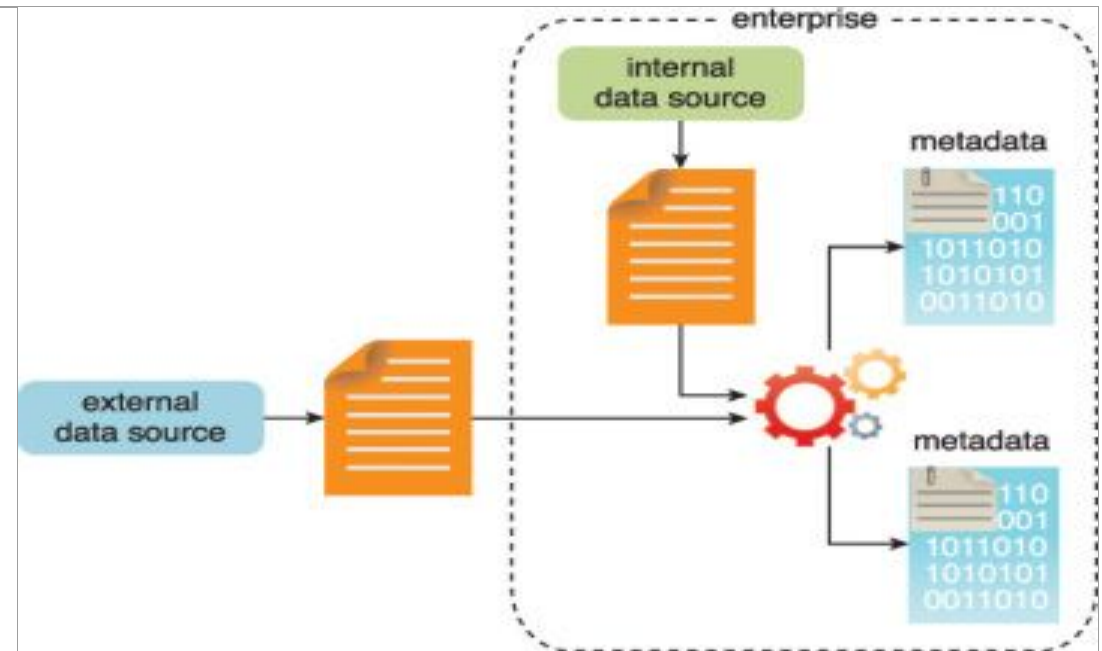 enterprise
internal
data source
metadata
110
001
1011010
1010101
0011010
external
data source
metadata
110
001
1011010
1010101
0011010